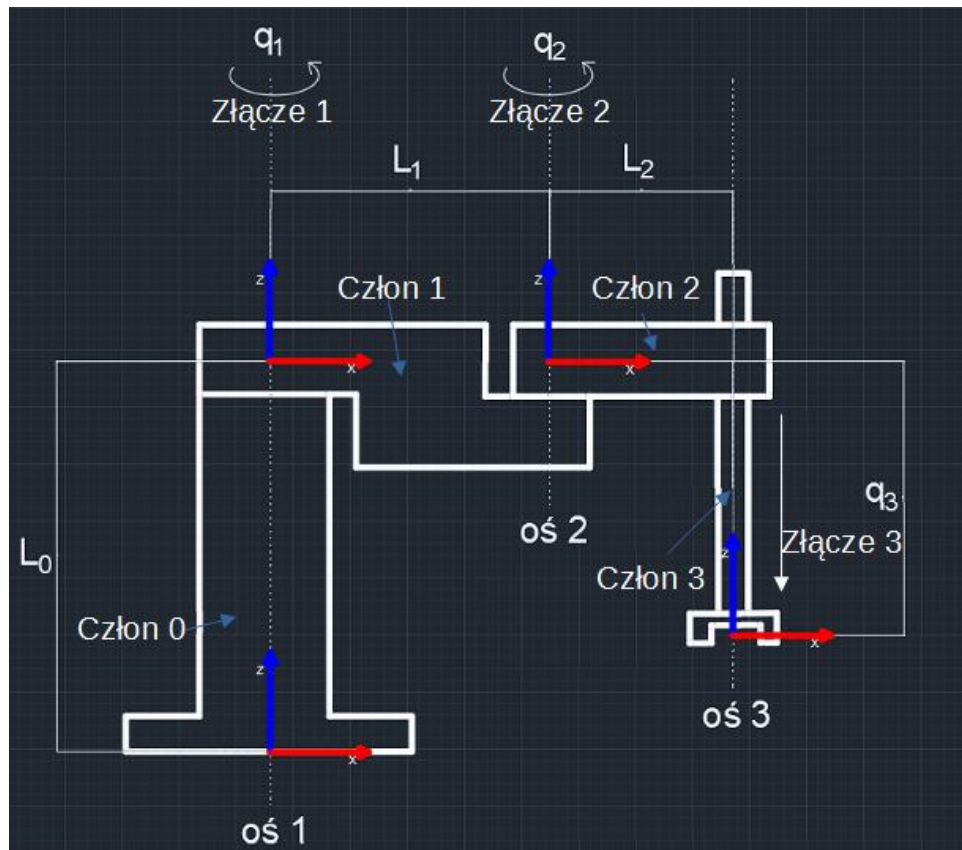 q₁
q₂
Złącze 1
Złącze 2
L₁
L₂
z
z
Człon 1
Człon 2
x
x
q₃
oś 2
Złącze 3
L₀
z
Człon 3
Człon 0
x
z
oś 3
x
oś 1